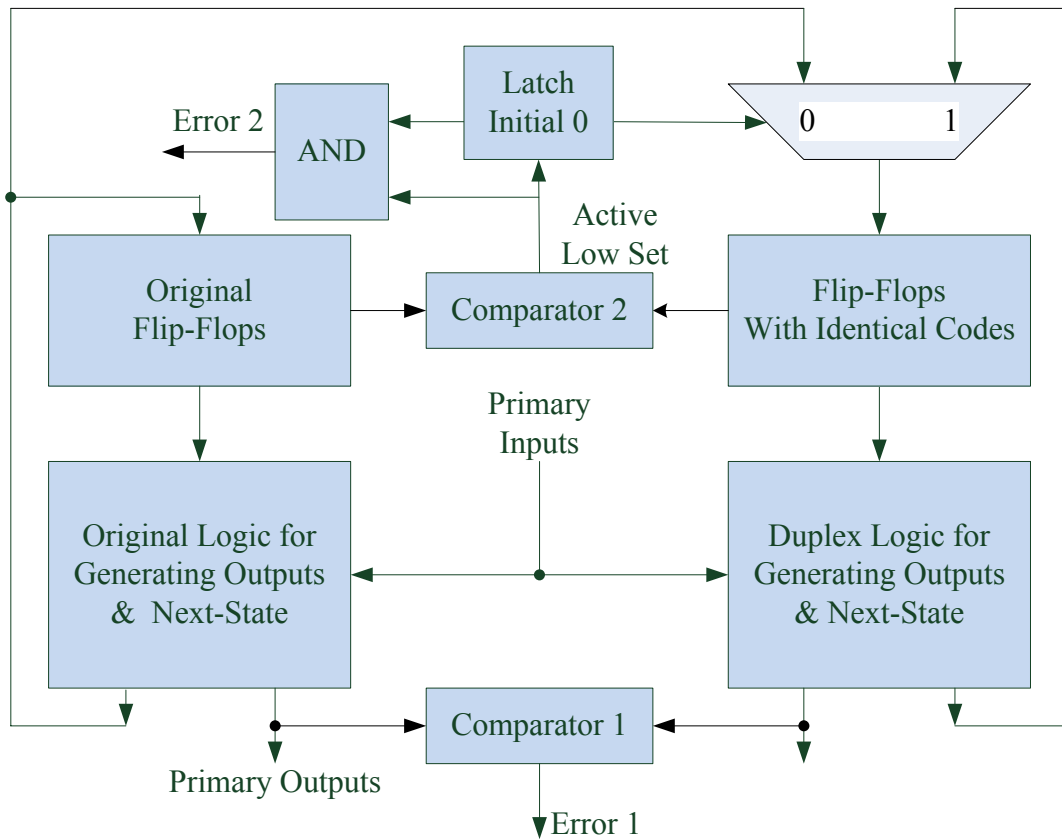 Latch
Initial 0
0 1
Error 2
AND
Active
Low Set
Original
Flip-Flops
Comparator 2
Flip-Flops
With Identical Codes
Primary
Inputs
Original Logic for
Generating Outputs
& Next-State
Duplex Logic for
Generating Outputs
& Next-State
Comparator 1
Primary Outputs
Error 1